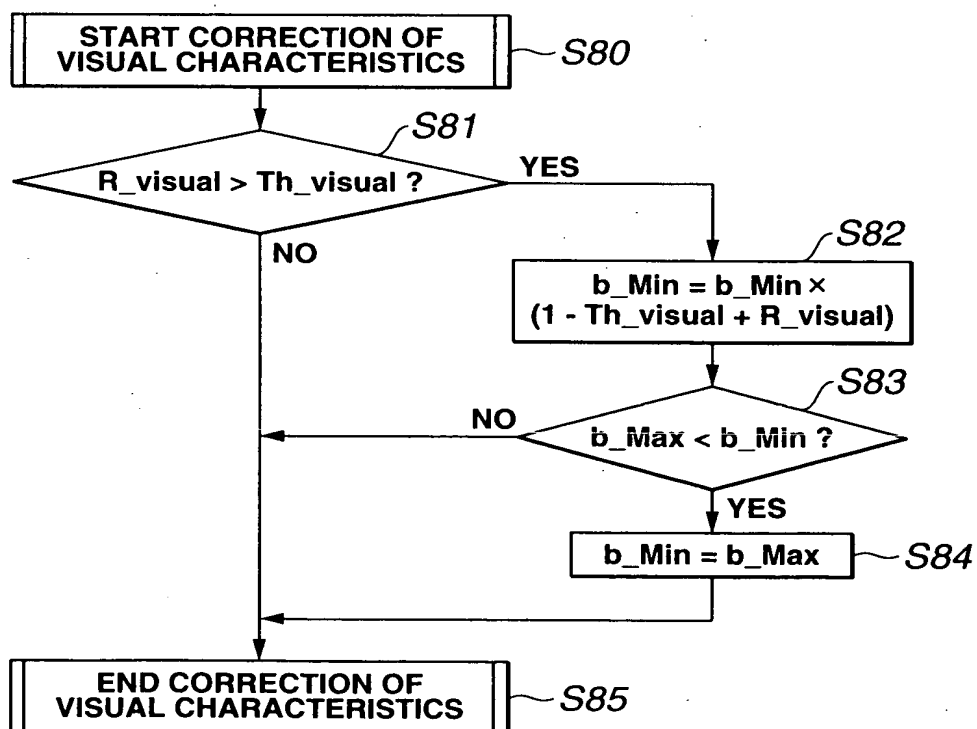 START CORRECTION OF
VISUAL CHARACTERISTICS
S80
S81
R_visual > Th_visual ?
YES
NO
S82
b_Min = b_Min ×
(1 - Th_visual + R_visual)
S83
NO
b_Max < b_Min ?
YES
b_Min = b_Max
S84
END CORRECTION OF
VISUAL CHARACTERISTICS
S85